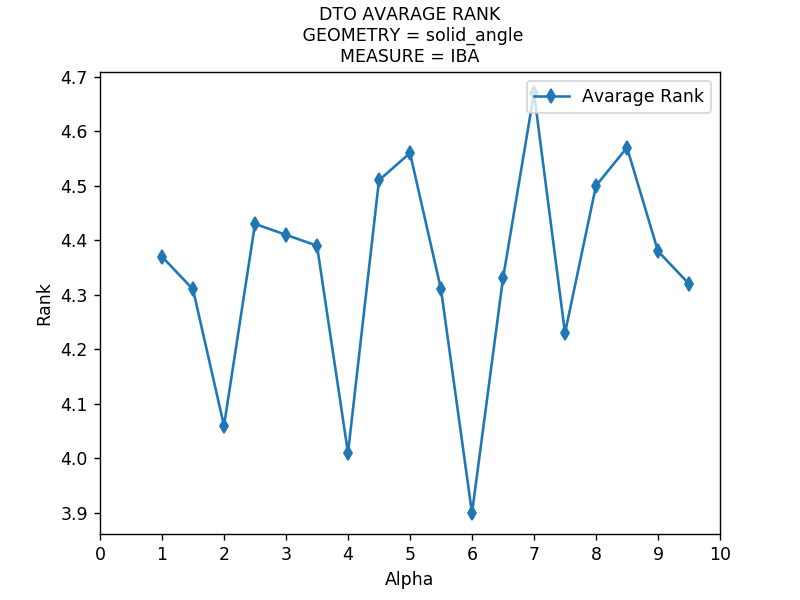 DTO AVARAGE RANK
GEOMETRY = solid_angle
MEASURE = IBA
Avarage Rank
4.7
4.6
4.5
4.4
4.3
4.2
4.1
4.0
3.9
Rank
0 1 2 3 4 5 6 7 8 9 10
Alpha